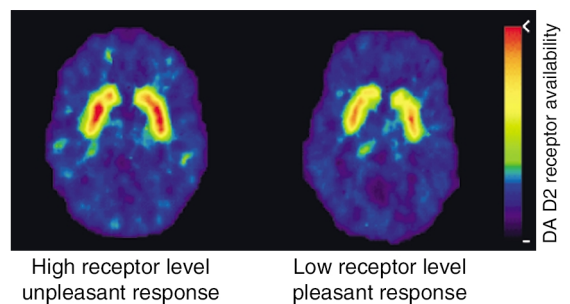 DA D2 receptor availability
High receptor level
unpleasant response
Low receptor level
pleasant response